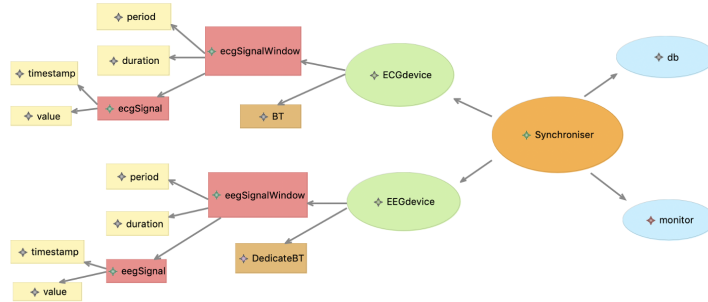 period
ecgSignalWindow
duration
db
timestamp
ECGdevice
value
ecgSignal
BT
Synchroniser
period
eegSignalWindow
EEGdevice
duration
monitor
timestamp
eegSignal
DedicateBT
value